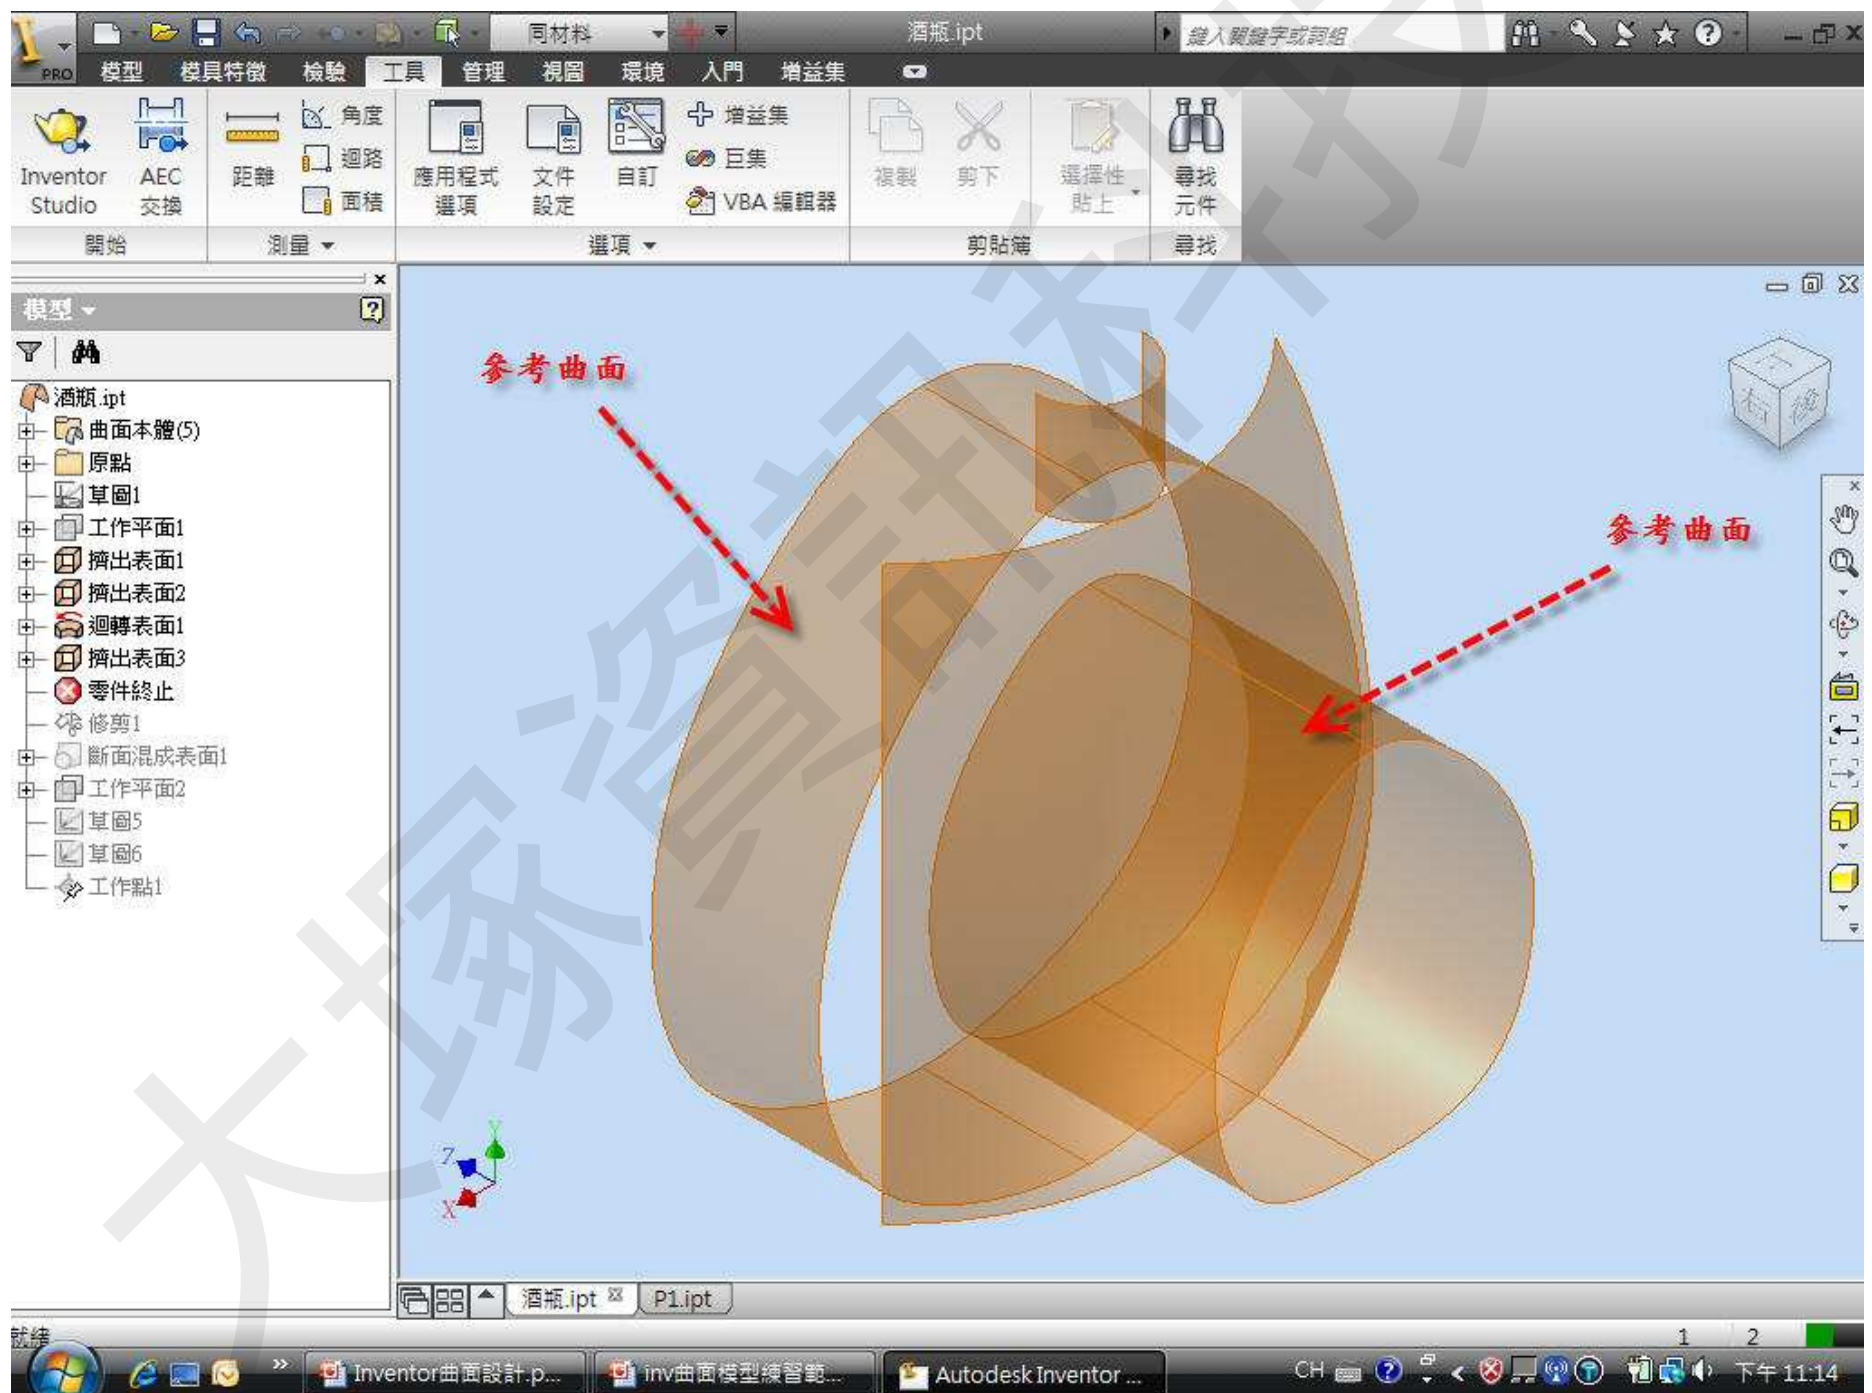 同材料
酒瓶.ipt
鍵入關鍵字或詞組
PRO
模型 模具特徵 檢驗 工具 管理 視圖 環境 入門 增益集
Inventor Studio
AEC 交換
距離
角度
迴路
面積
應用程式 選項
文件 設定
自訂
增益集
巨集
VBA 編輯器
複製
剪下
選擇性 貼上
尋找 元件
開始
測量
選項
剪貼簿
尋找
模型
酒瓶.ipt
曲面本體(5)
原點
草圖1
工作平面1
擠出表面1
擠出表面2
迴轉表面1
擠出表面3
零件終止
修剪1
斷面混成表面1
工作平面2
草圖5
草圖6
工作點1
參考曲面
參考曲面
右
後
Y
Z
X
大塚資訊科技
酒瓶.ipt
P1.ipt
就緒
1 2
Inventor曲面設計.p...
inv曲面模型練習範...
Autodesk Inventor ...
CH
下午 11:14